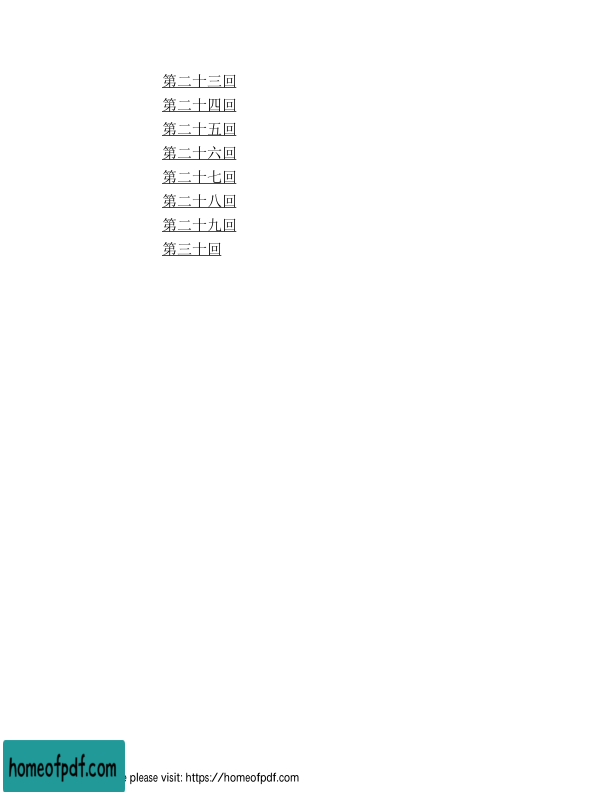 第二十三回
第二十四回
第二十五回
第二十六回
第二十七回
第二十八回
第二十九回
第三十回
homeofpdf.com
please visit: https://homeofpdf.com